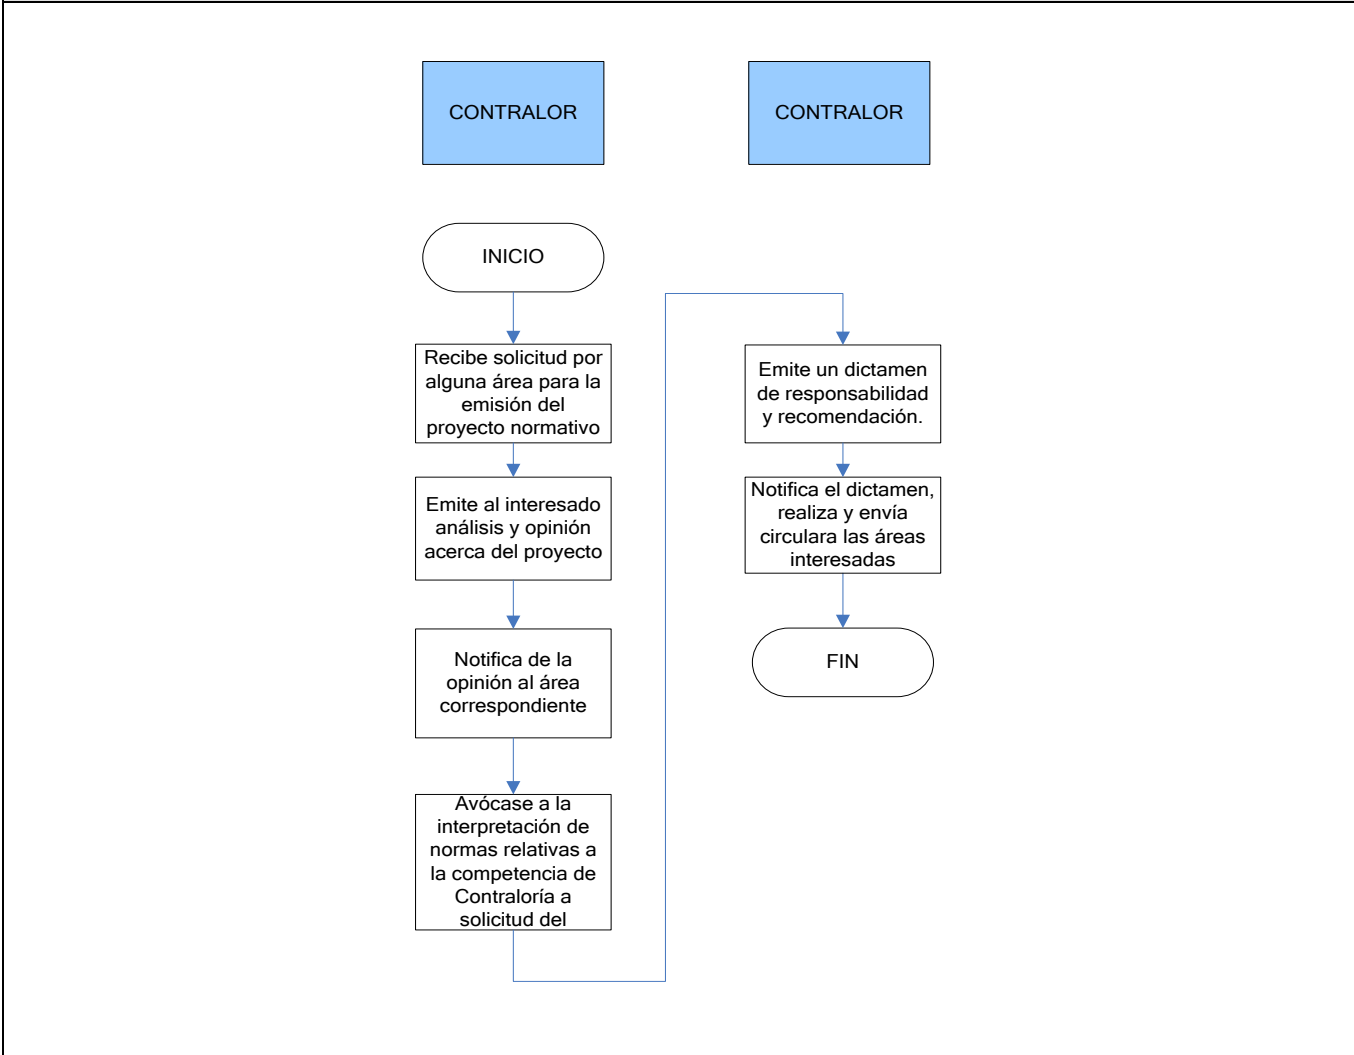 CONTRALOR
CONTRALOR
INICIO
Recibe solicitud por
alguna área para la
emisión del
proyecto normativo
Emite al interesado
análisis y opinión
acerca del proyecto
Notifica de la
opinión al área
correspondiente
Avócase a la
interpretación de
normas relativas a
la competencia de
Contraloría a
solicitud del
Emite un dictamen
de responsabilidad
y recomendación.
Notifica el dictamen,
realiza y envía
circulara las áreas
interesadas
FIN